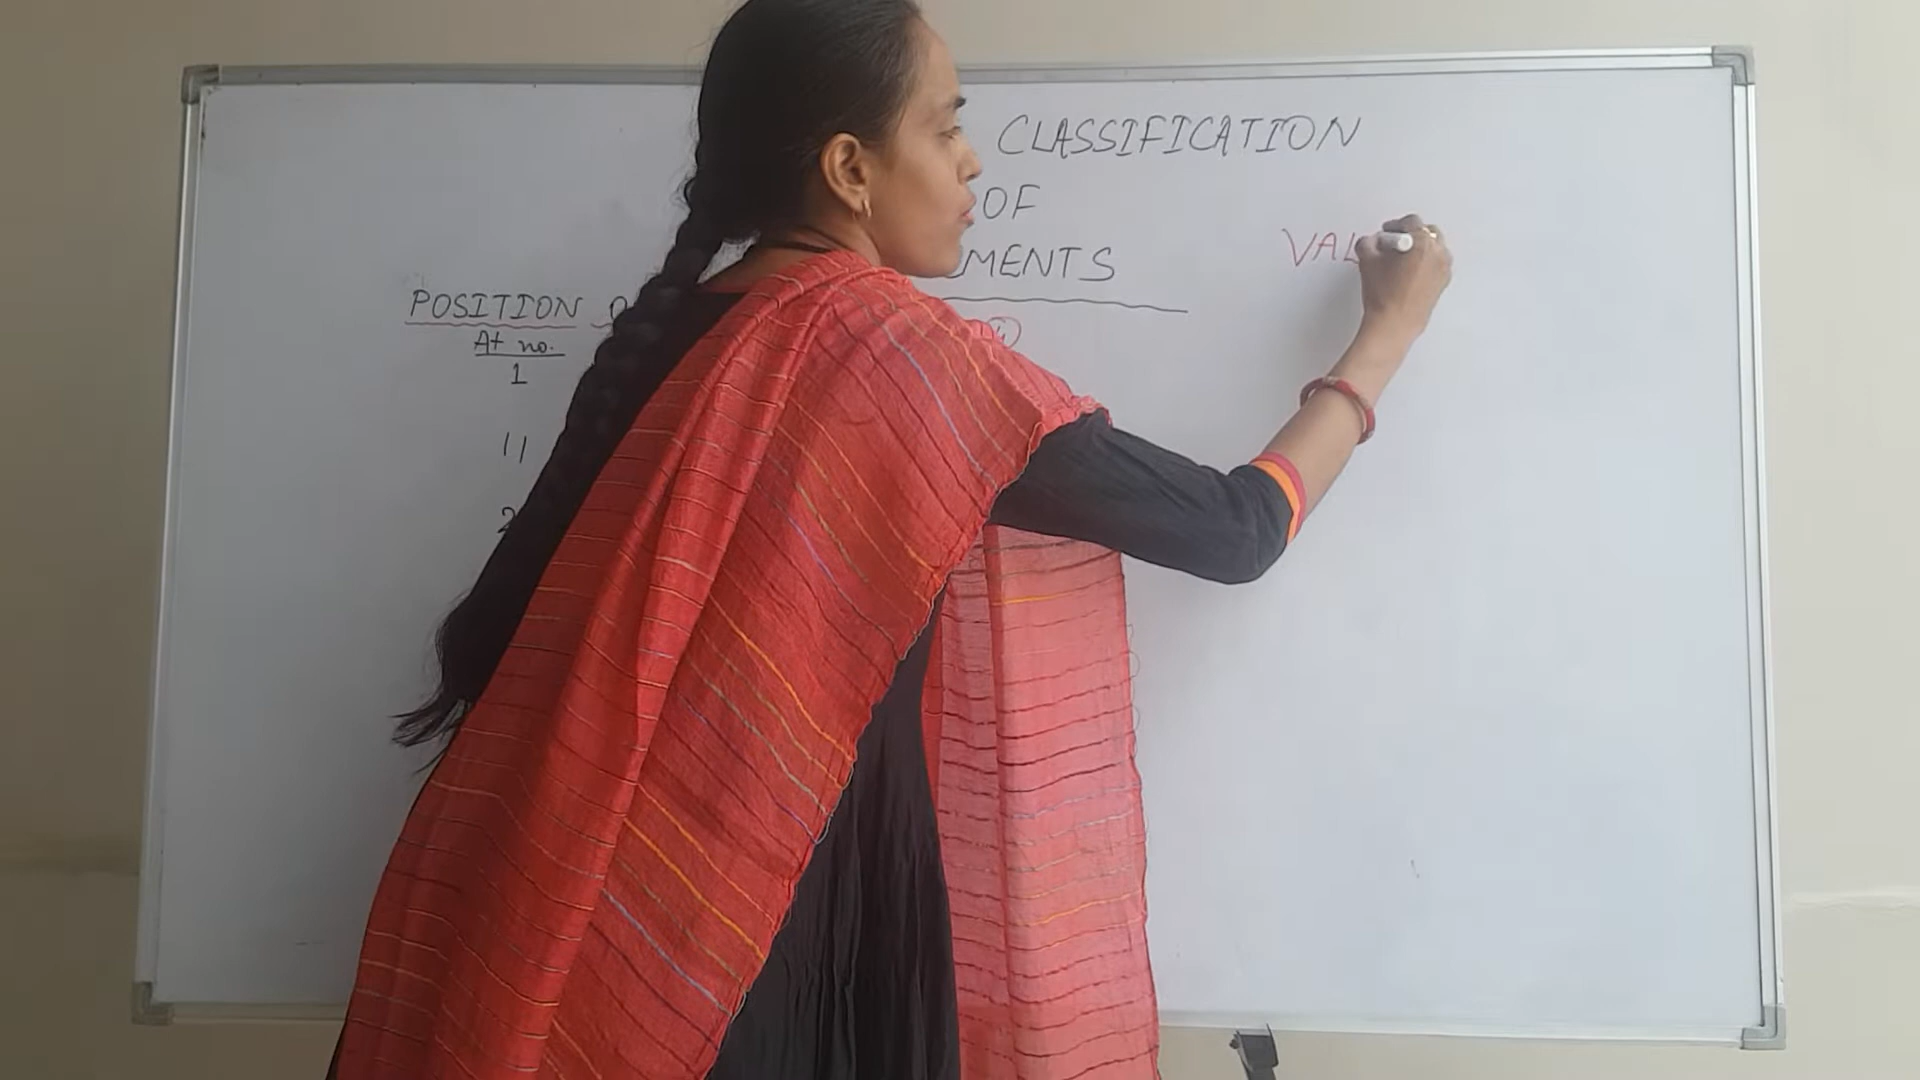 CLASSIFICATION
OF
MENTS
VAL
POSITION
At no.
1
11
2